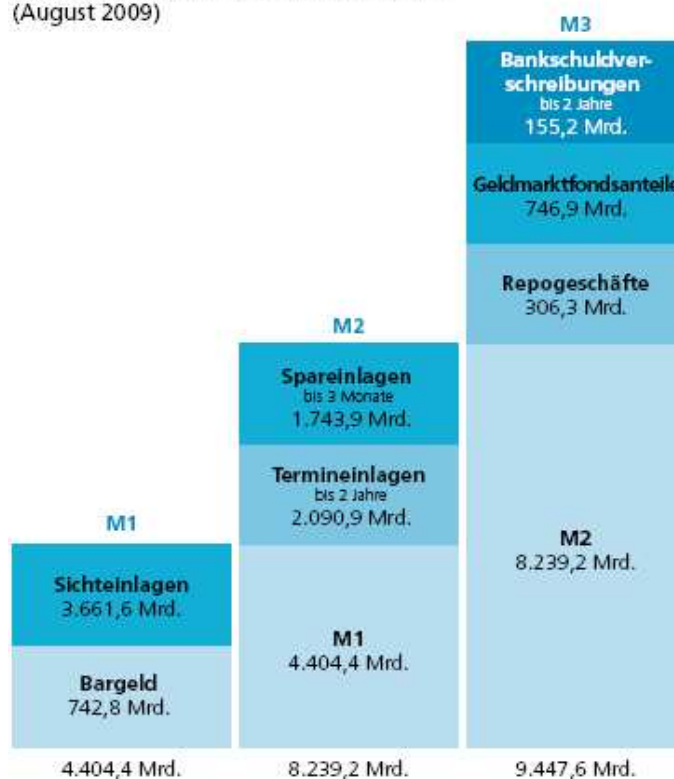 (August 2009)
M3
Bankschuldver-
schreibungen
bis 2 Jahre
155,2 Mrd.
Geldmarktfondsanteile
746,9 Mrd.
Repogeschäfte
306,3 Mrd.
M2
8.239,2 Mrd.
9.447,6 Mrd.
M2
Spareinlagen
bis 3 Monate
1.743,9 Mrd.
Termineinlagen
bis 2 Jahre
2.090,9 Mrd.
M1
4.404,4 Mrd.
8.239,2 Mrd.
M1
Sichteinlagen
3.661,6 Mrd.
Bargeld
742,8 Mrd.
4.404,4 Mrd.